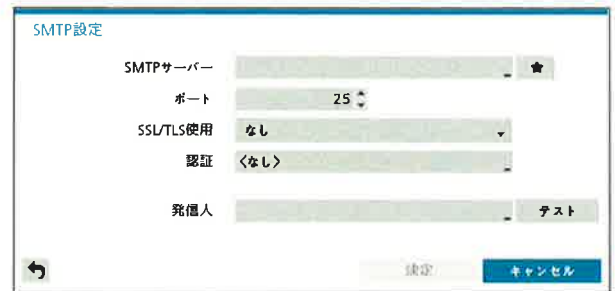 SMTP設定
SMTPサーバー
ポート 25
SSL/TLS使用 なし
認証 〈なし〉
発信人 テスト
決定 キャンセル